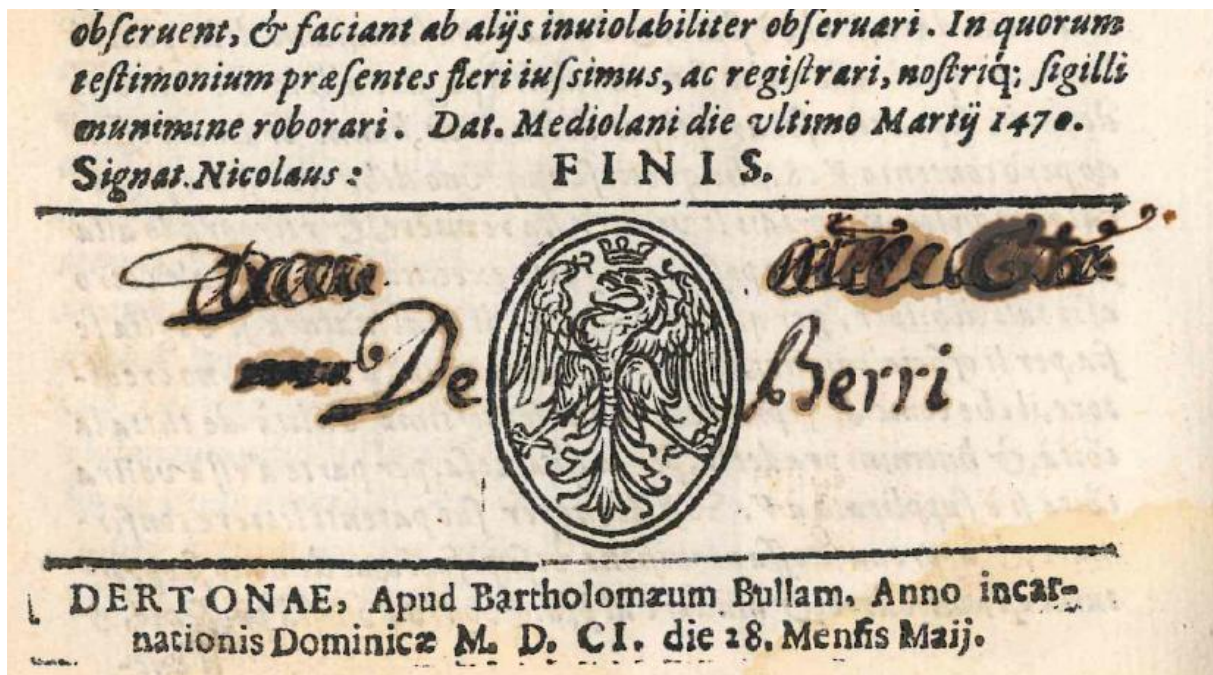 obſeruent, & faciant ab alijs inuiolabiliter obſeruari. In quorum
teſtimonium præſentes fieri iuſsimus, ac regiſtrari, noſtriq; ſigilli
munimine roborari. Dat. Mediolani die vltimo Martij 1470.
Signat. Nicolaus: FINIS.
De Berri
DERTONAE, Apud Bartholomæum Bullam, Anno incar-
nationis Dominicæ M. D. CI. die 28. Menſis Maij.